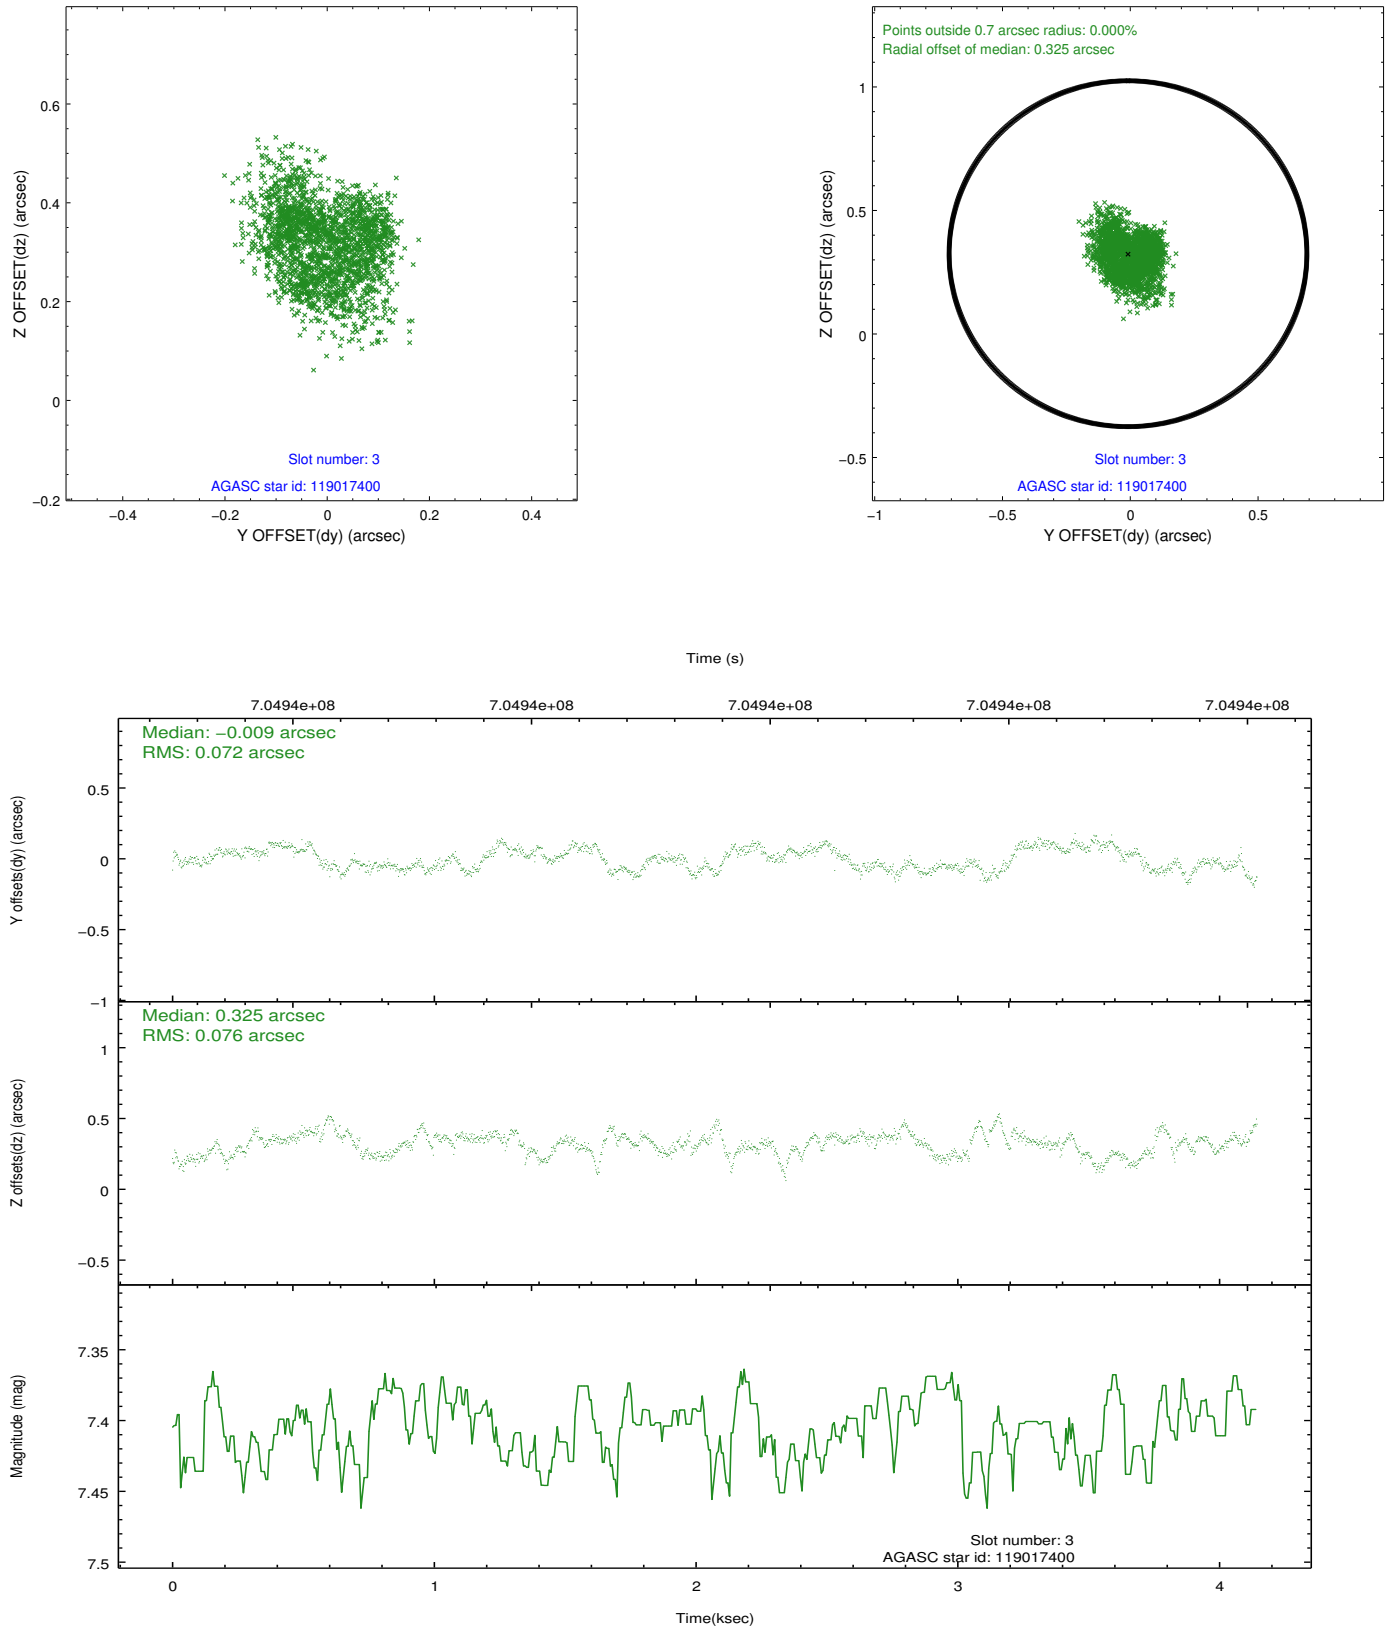 Points outside 0.7 arcsec radius: 0.000%
Radial offset of median: 0.325 arcsec
0.6
0.4
0.2
0
−0.2
Z OFFSET(dz) (arcsec)
Slot number: 3
AGASC star id: 119017400
−0.4
−0.2
0
0.2
0.4
Y OFFSET(dy) (arcsec)
1
0.5
0
−0.5
Z OFFSET(dz) (arcsec)
Slot number: 3
AGASC star id: 119017400
−1
−0.5
0
0.5
Y OFFSET(dy) (arcsec)
Time (s)
7.0494e+08 7.0494e+08 7.0494e+08 7.0494e+08 7.0494e+08
Median: −0.009 arcsec
RMS: 0.072 arcsec
0.5
0
−0.5
−1
Y offsets(dy) (arcsec)
Median: 0.325 arcsec
RMS: 0.076 arcsec
1
0.5
0
−0.5
Z offsets(dz) (arcsec)
7.35
7.4
7.45
7.5
Magnitude (mag)
Slot number: 3
AGASC star id: 119017400
0 1 2 3 4
Time(ksec)